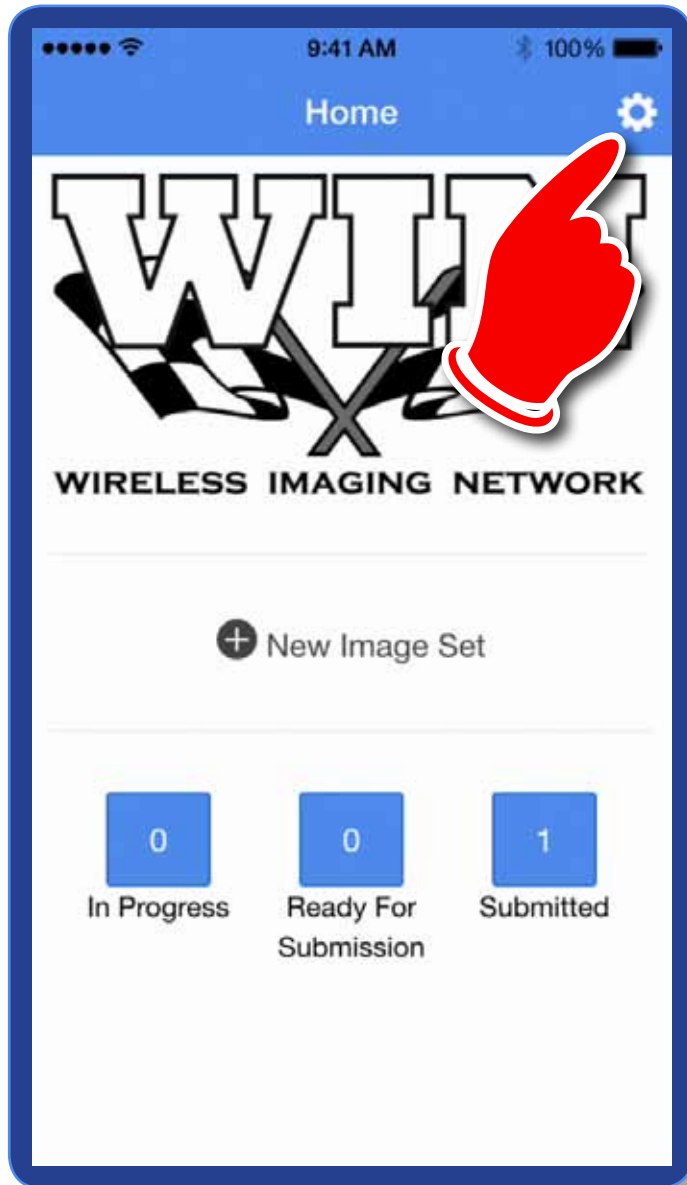 9:41 AM 100%
Home
WIN
WIRELESS IMAGING NETWORK
New Image Set
0 0 1
In Progress Ready For Submitted
Submission